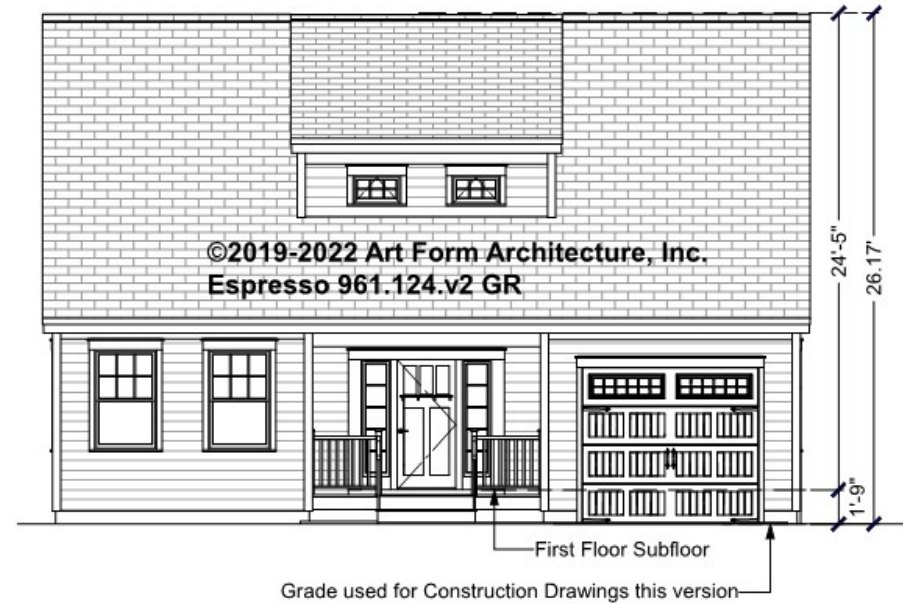 ©2019-2022 Art Form Architecture, Inc.
Espresso 961.124.v2 GR
24'-5"
26.17'
1'-9"
First Floor Subfloor
Grade used for Construction Drawings this version